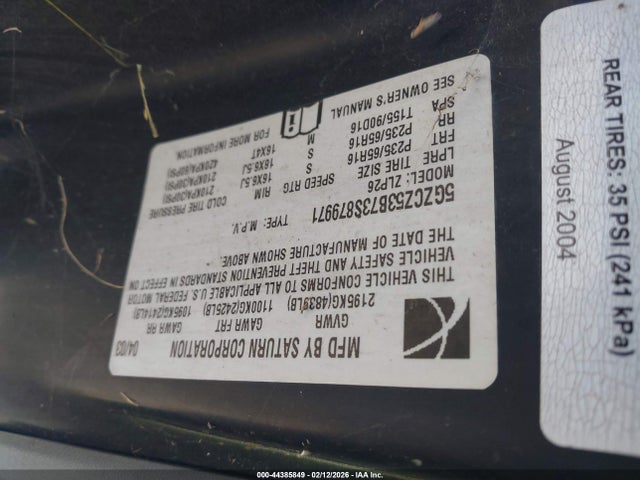 MFD BY SATURN CORPORATION 04/03
GVWR GAWR FRT GAWR RR
2195KG(4839LB) 1100KG(2425LB) 1095KG(2414LB)
THIS VEHICLE CONFORMS TO ALL APPLICABLE U.S. FEDERAL MOTOR
VEHICLE SAFETY AND THEFT PREVENTION STANDARDS IN EFFECT ON
THE DATE OF MANUFACTURE SHOWN ABOVE.
5GZCZ53B73S879971 TYPE: M.P.V.
MODEL: ZLP26
LPRE TIRE SIZE SPEED RTG RIM COLD TIRE PRESSURE
FRT P235/65R16 S 16X6.5J 210KPA(30PSI)
RR P235/65R16 S 16X6.5J 210KPA(30PSI)
SPA T155/90D16 M 16X4T 420KPA(60PSI)
SEE OWNER'S MANUAL FOR MORE INFORMATION.
REAR TIRES: 35 PSI (241 kPa)
August 2004
000-44385849 - 02/12/2026 - IAA Inc.